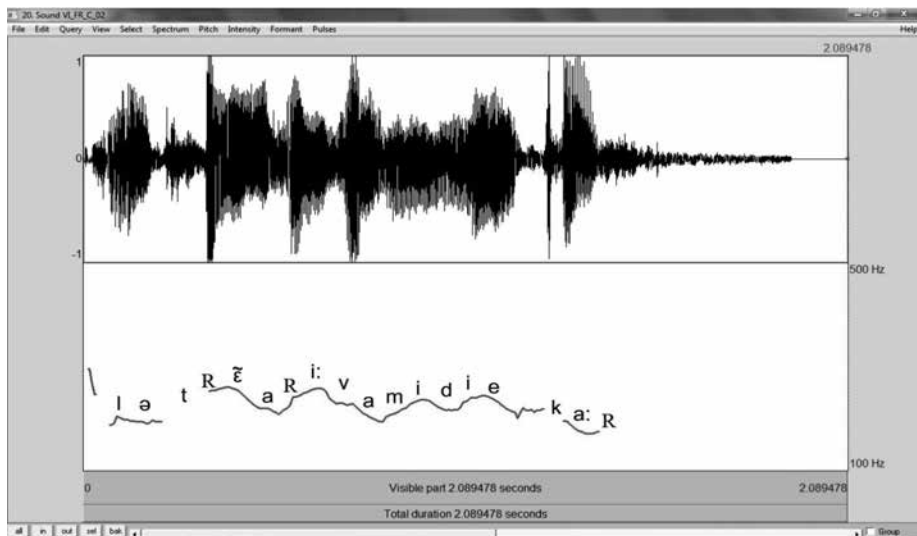 20. Sound VI_FR_C_02
File Edit Query View Select Spectrum Pitch Intensity Formant Pulses Help
2.089478
1
0
-1
500 Hz
R ɛ̃ a R i: v a m i d i e
l ə t k a: R
100 Hz
0 Visible part 2.089478 seconds 2.089478
Total duration 2.089478 seconds
all in out sel bak Group